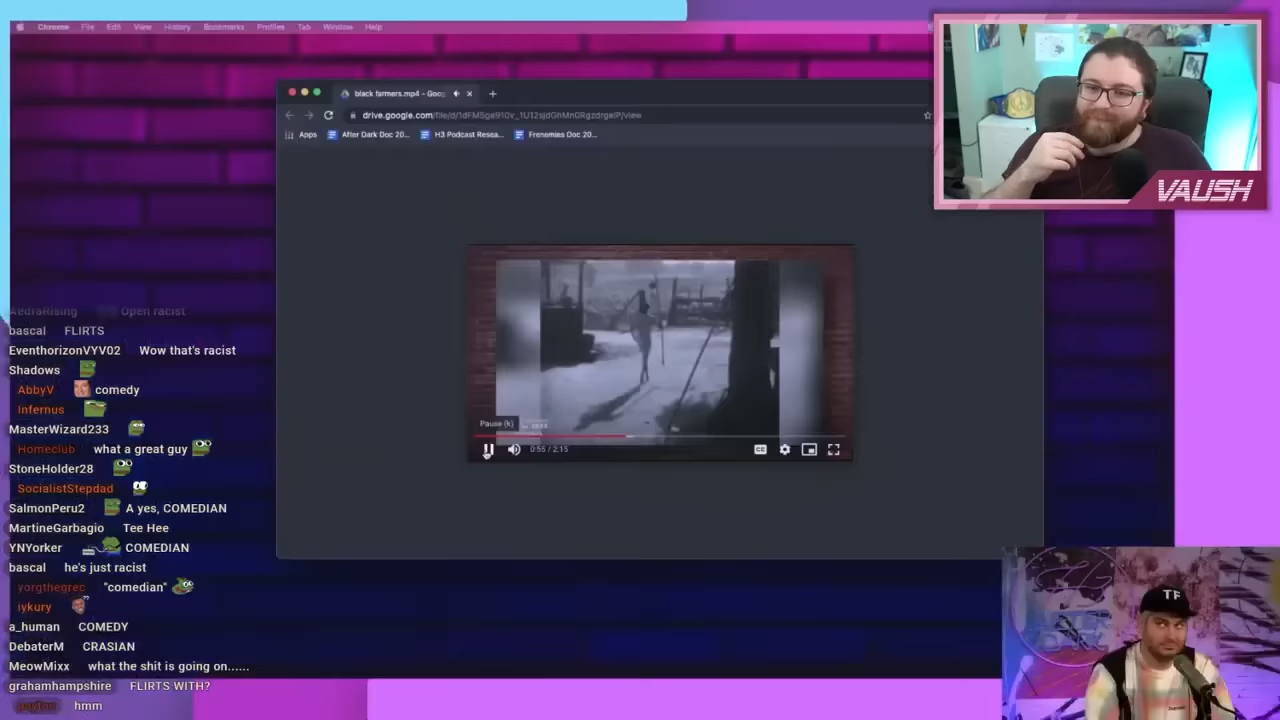 Chrome File Edit View History Bookmarks Profiles Tab Window Help
black farmers.mp4 - Goog
Apps After Dark Doc 20... H3 Podcast Resea... Frenemies Doc 20...
VAUSH
Pause (k)
0:55 / 2:15
CC
TF
AedraRising Open racist
bascal FLIRTS
EventhorizonVYV02 Wow that's racist
Shadows
AbbyV comedy
Infernus
MasterWizard233
Homeclub what a great guy
StoneHolder28
SocialistStepdad
SalmonPeru2 A yes, COMEDIAN
MartineGarbagio Tee Hee
YNYorker COMEDIAN
bascal he's just racist
yorgthegrec "comedian"
iykury
a_human COMEDY
DebaterM CRASIAN
MeowMixx what the shit is going on......
grahamhampshire FLIRTS WITH?
hmm